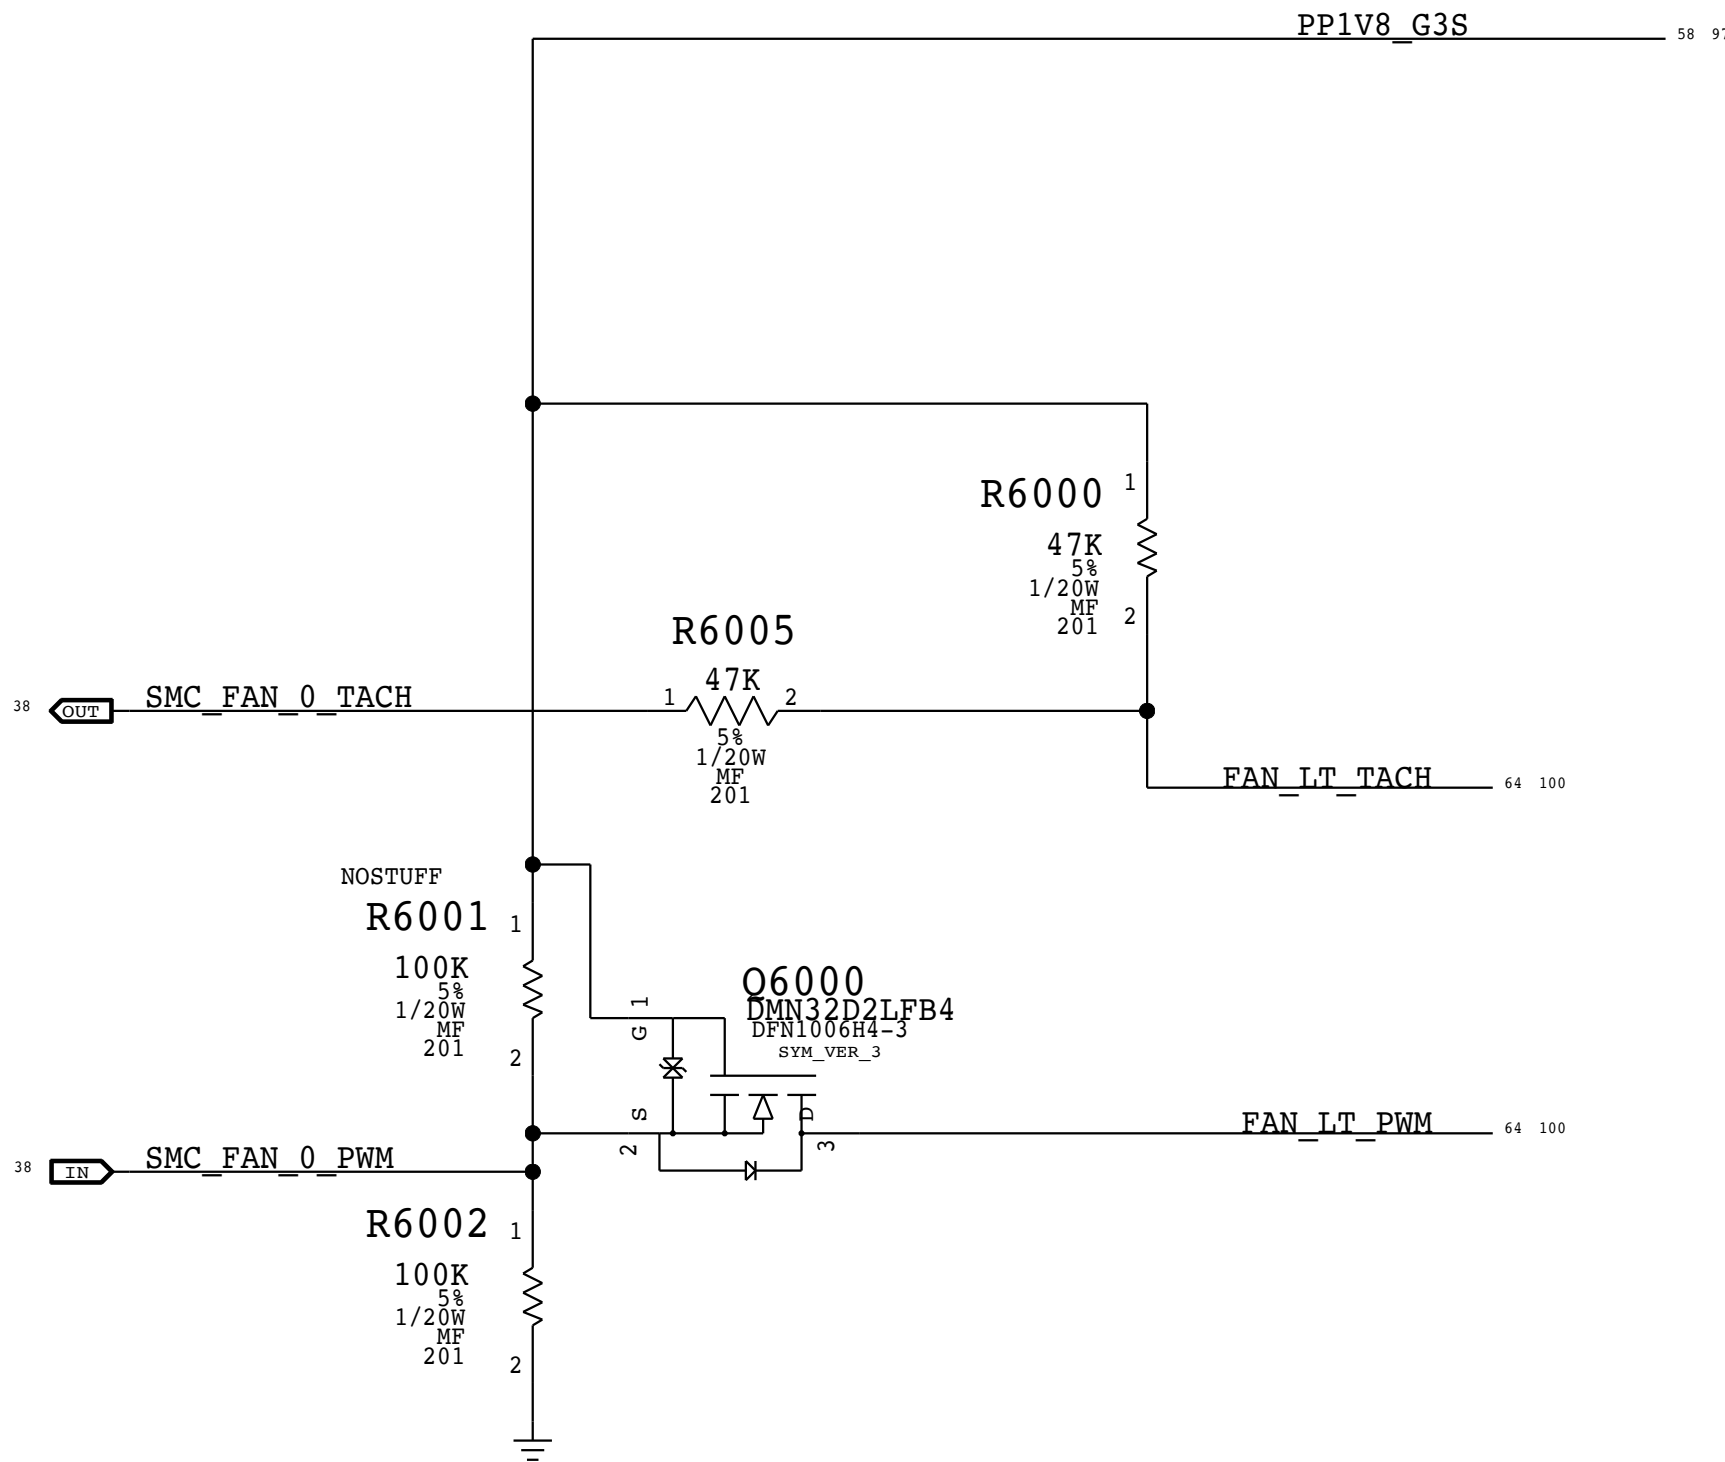 PP1V8_G3S
58 97
R6000
1
47K
5%
1/20W
MF
201
2
R6005
47K
1
2
5%
1/20W
MF
201
38
OUT
SMC_FAN_0_TACH
FAN_LT_TACH
64 100
NOSTUFF
R6001
1
100K
5%
1/20W
MF
201
2
Q6000
DMN32D2LFB4
DFN1006H4-3
SYM_VER_3
G 1
S
2
D
3
FAN_LT_PWM
64 100
38
IN
SMC_FAN_0_PWM
R6002
1
100K
5%
1/20W
MF
201
2